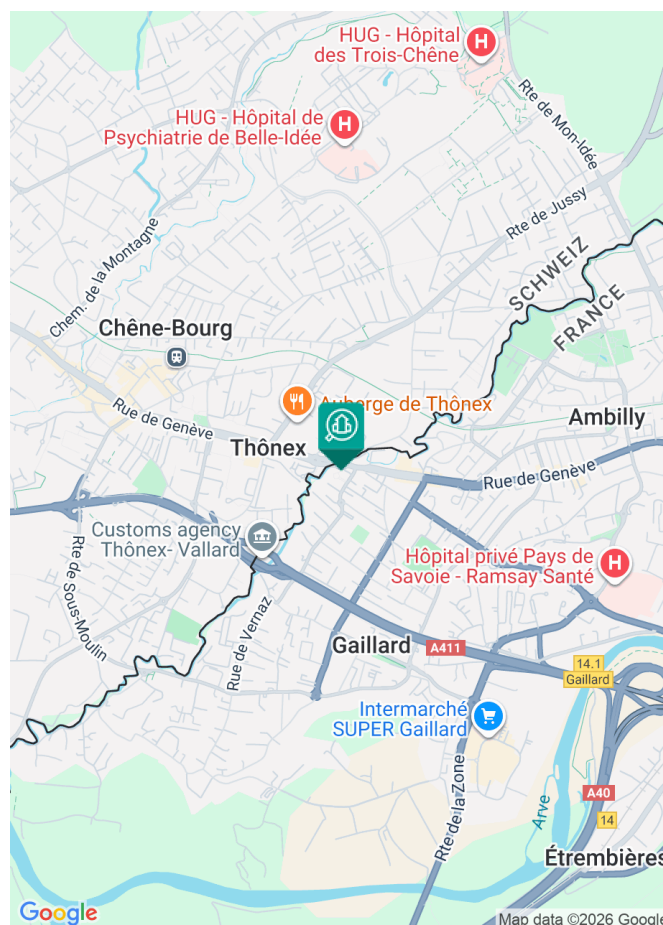 HUG - Hôpital
des Trois-Chêne
H
HUG - Hôpital de
Psychiatrie de Belle-Idée
H
Rte de Mon-Idée
Rte de Jussy
Chem. de la Montagne
SCHWEIZ
FRANCE
Chêne-Bourg
Rue de Genève
Auberge de Thônex
Ambilly
Thônex
Rue de Genève
Customs agency
Thônex- Vallard
Rte de Sous-Moulin
Hôpital privé Pays de
Savoie - Ramsay Santé
H
Rue de Vernaz
Gaillard
A411
14.1
Gaillard
Intermarché
SUPER Gaillard
Rte de la Zone
Arve
A40
14
Étrembières
Google
Map data ©2026 Google